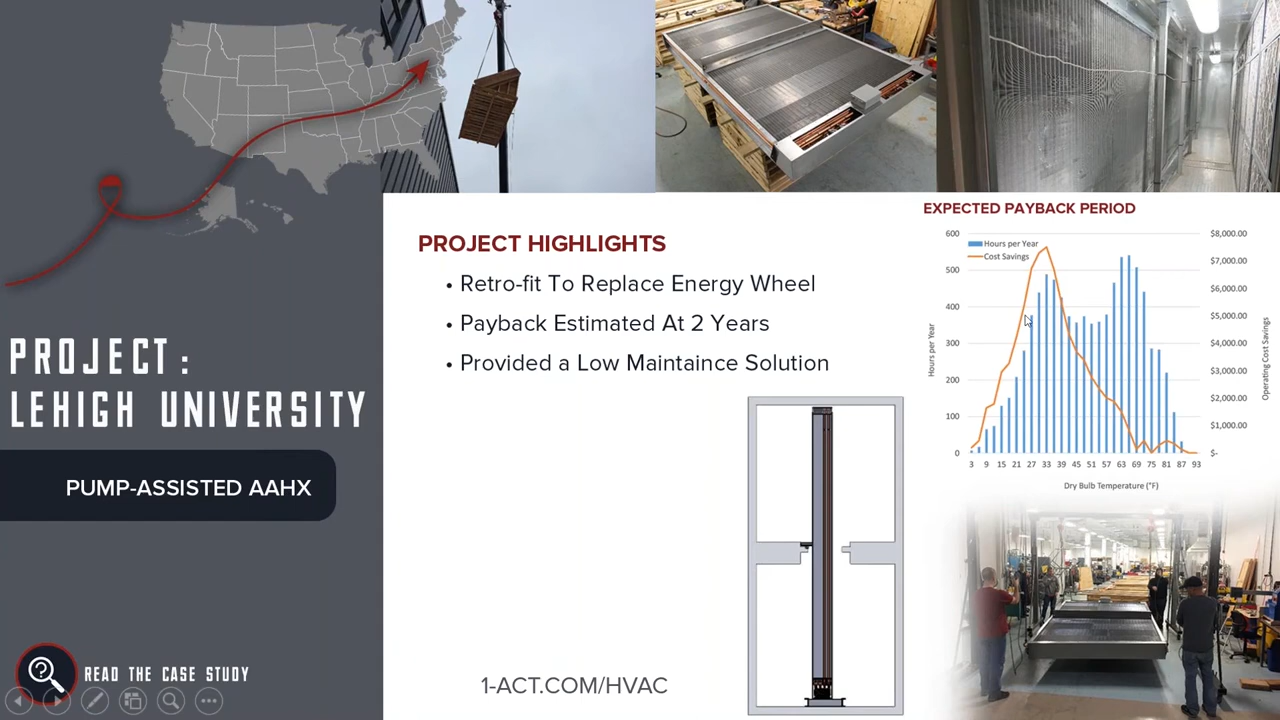 PROJECT:
LEHIGH UNIVERSITY
PUMP-ASSISTED AAHX
READ THE CASE STUDY
PROJECT HIGHLIGHTS
• Retro-fit To Replace Energy Wheel
• Payback Estimated At 2 Years
• Provided a Low Maintaince Solution
1-ACT.COM/HVAC
EXPECTED PAYBACK PERIOD
Hours per Year
Cost Savings
600
500
400
300
200
100
0
Hours per Year
$8,000.00
$7,000.00
$6,000.00
$5,000.00
$4,000.00
$3,000.00
$2,000.00
$1,000.00
$-
Operating Cost Savings
3 9 15 21 27 33 39 45 51 57 63 69 75 81 87 93
Dry Bulb Temperature (°F)